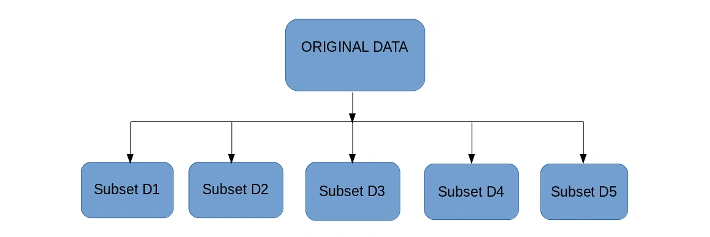 ORIGINAL DATA
Subset D1
Subset D2
Subset D3
Subset D4
Subset D5